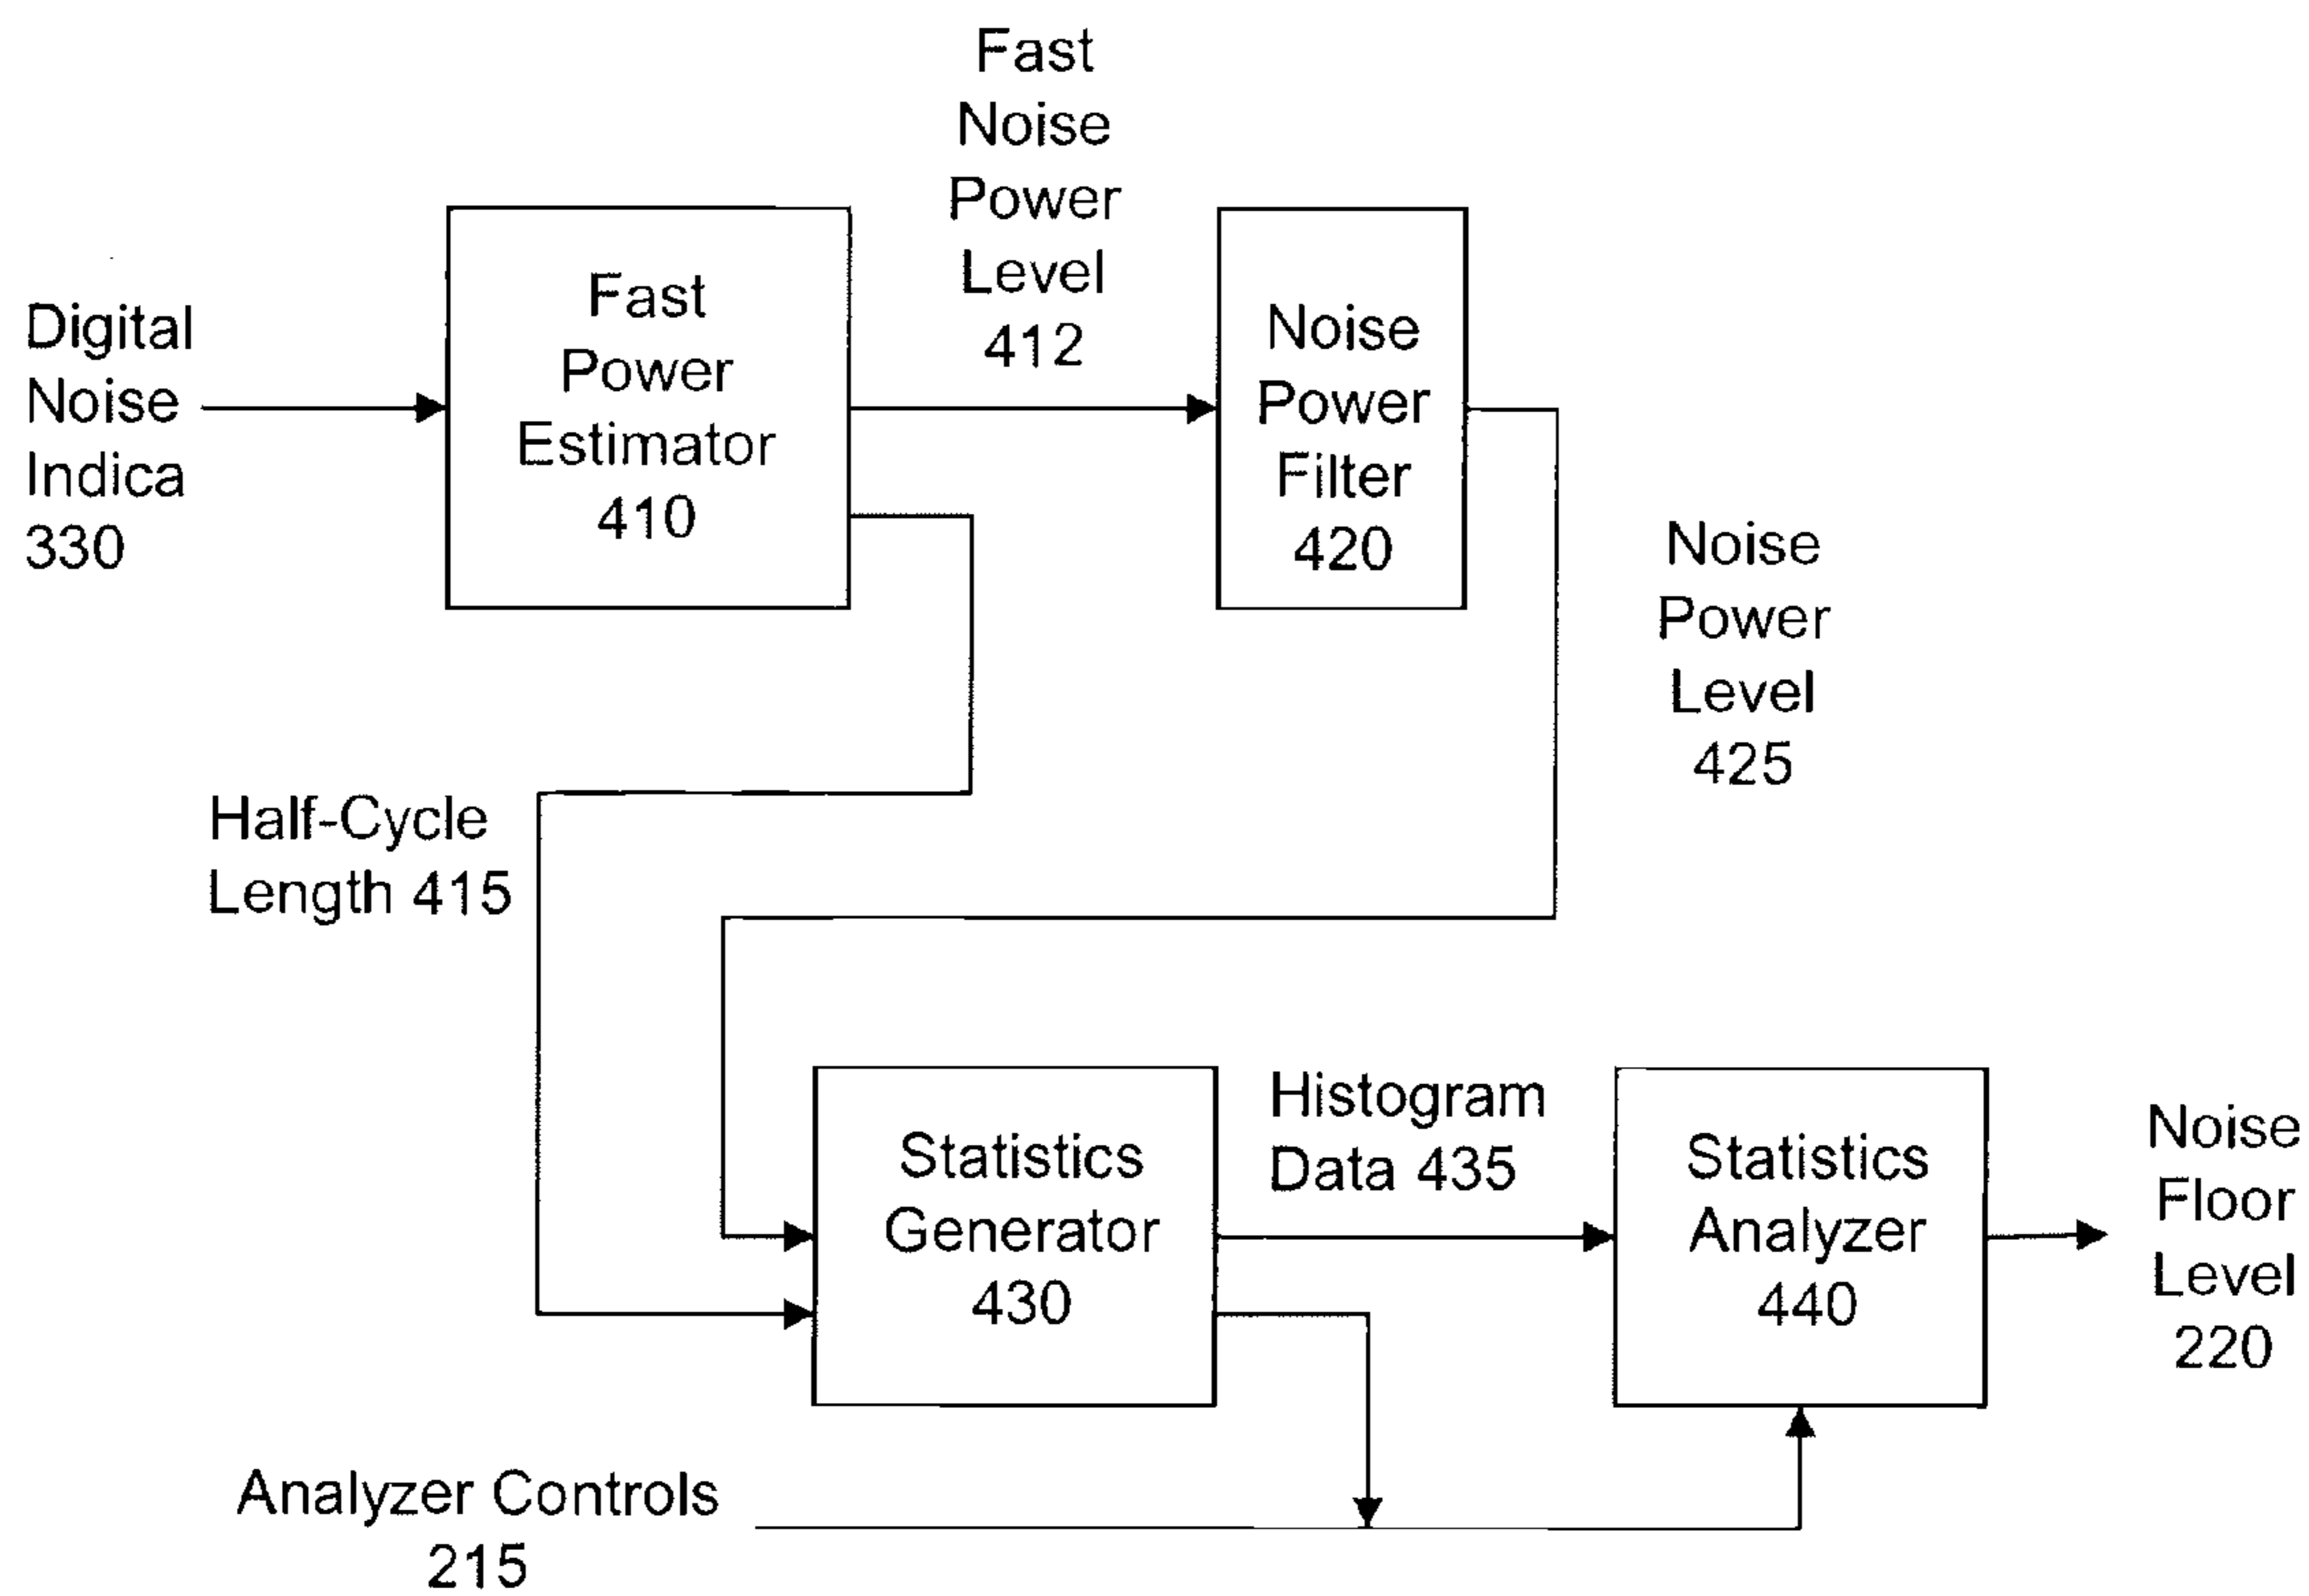 Fast
Noise
Power
Level
412
Digital
Noise
Indica
330
Fast
Power
Estimator
410
Noise
Power
Filter
420
Noise
Power
Level
425
Half-Cycle
Length 415
Statistics
Generator
430
Histogram
Data 435
Statistics
Analyzer
440
Noise
Floor
Level
220
Analyzer Controls
215